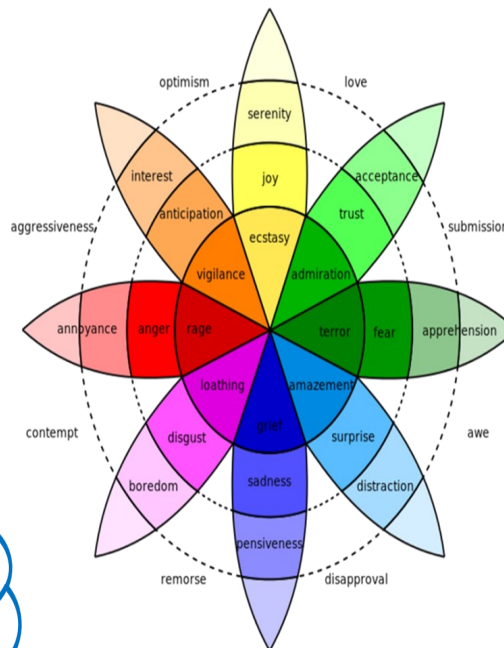 optimism
love
serenity
interest
acceptance
joy
anticipation
trust
aggressiveness
submission
ecstasy
vigilance
admiration
annoyance
anger
rage
terror
fear
apprehension
loathing
amazement
grief
contempt
disgust
surprise
awe
boredom
sadness
distraction
pensiveness
remorse
disapproval